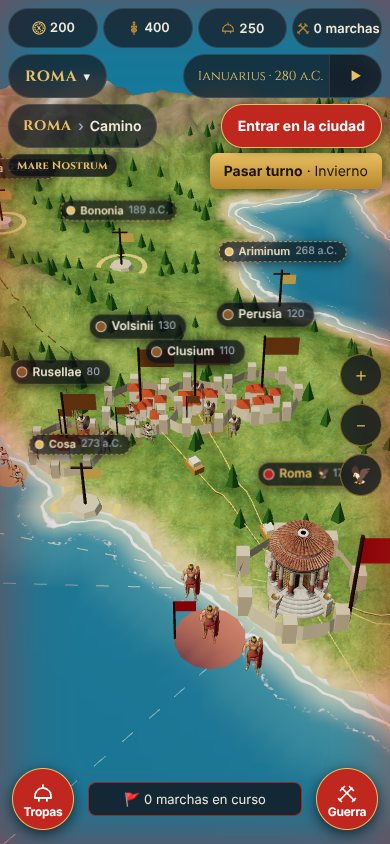 200
400
250
0 marchas
ROMA ▾
IANUARIUS · 280 A.C.
ROMA › Camino
Entrar en la ciudad
MARE NOSTRUM
Pasar turno · Invierno
Bononia 189 a.C.
Ariminum 268 a.C.
Perusia 120
Volsinii 130
Clusium 110
Rusellae 80
Cosa 273 a.C.
Roma
0 marchas en curso
Tropas
Guerra